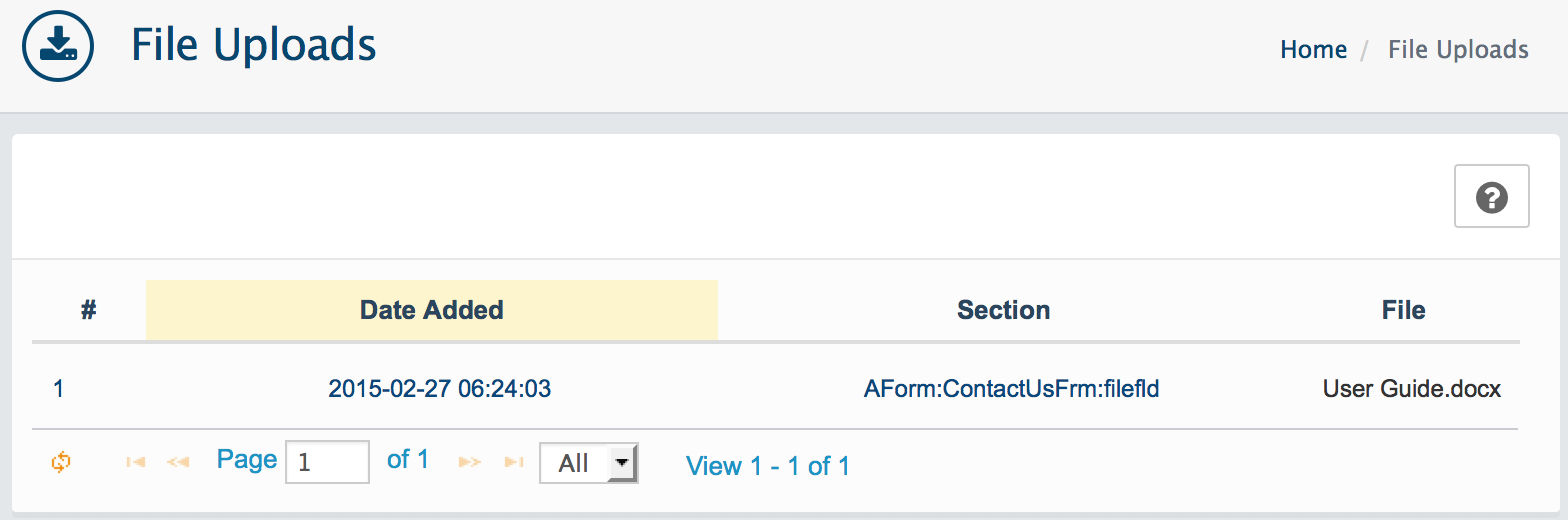 File Uploads
Home / File Uploads
?
# Date Added Section File
1 2015-02-27 06:24:03 AForm:ContactUsFrm:filefld User Guide.docx
Page 1 of 1 All View 1 - 1 of 1